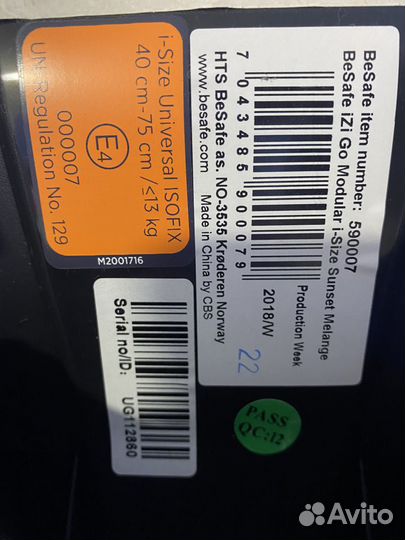 BeSafe item number: 590007
BeSafe iZi Go Modular i-Size Sunset Melange
Production Week
2018/W 22
7 043485 900079
HTS BeSafe as. NO-3535 Krøderen Norway
www.besafe.com Made in China by CBS
i-Size Universal ISOFIX
40 cm-75 cm /≤13 kg
E4
000007
UN Regulation No. 129
M2001716
Serial no/ID:
UG112860
PASS
QC:12
Avito